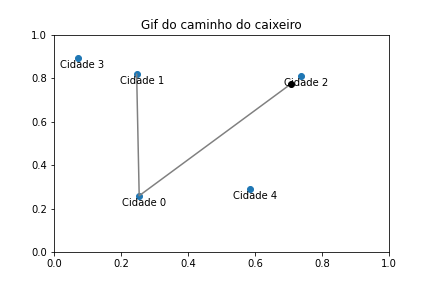 Gif do caminho do caixeiro
1.0
Cidade 3
0.8
Cidade 1
Cidade 2
0.6
0.4
Cidade 4
0.2
Cidade 0
0.0
0.0 0.2 0.4 0.6 0.8 1.0